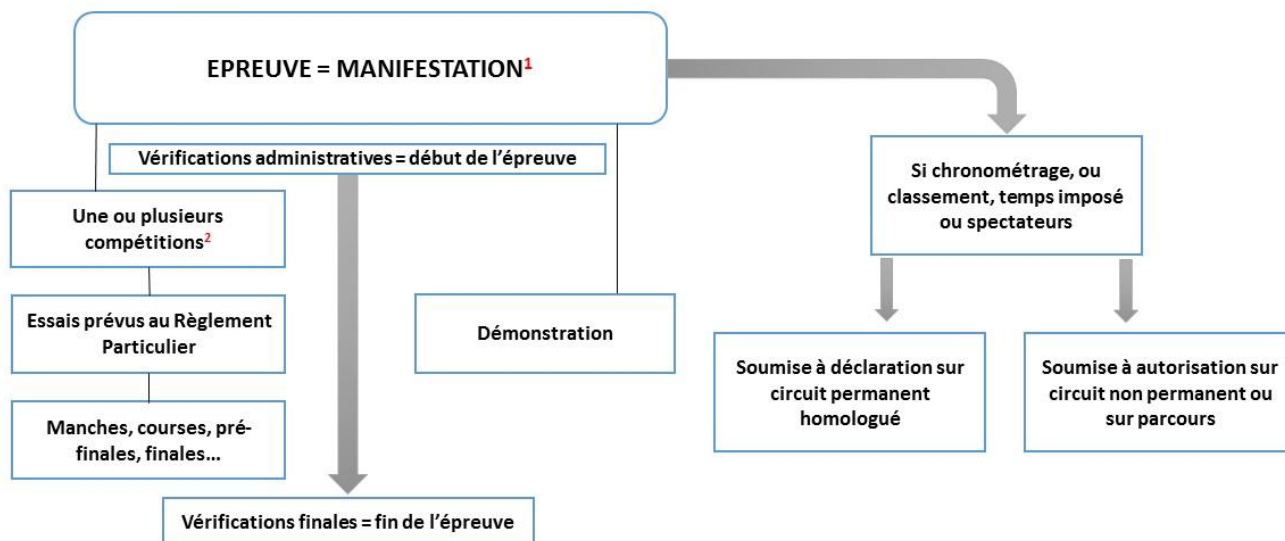 EPREUVE = MANIFESTATION1
Vérifications administratives = début de l'épreuve
Une ou plusieurs
compétitions2
Essais prévus au Règlement
Particulier
Manches, courses, pré-
finales, finales...
Démonstration
Vérifications finales = fin de l'épreuve
Si chronométrage, ou
classement, temps imposé
ou spectateurs
Soumise à déclaration sur
circuit permanent
homologué
Soumise à autorisation sur
circuit non permanent ou
sur parcours